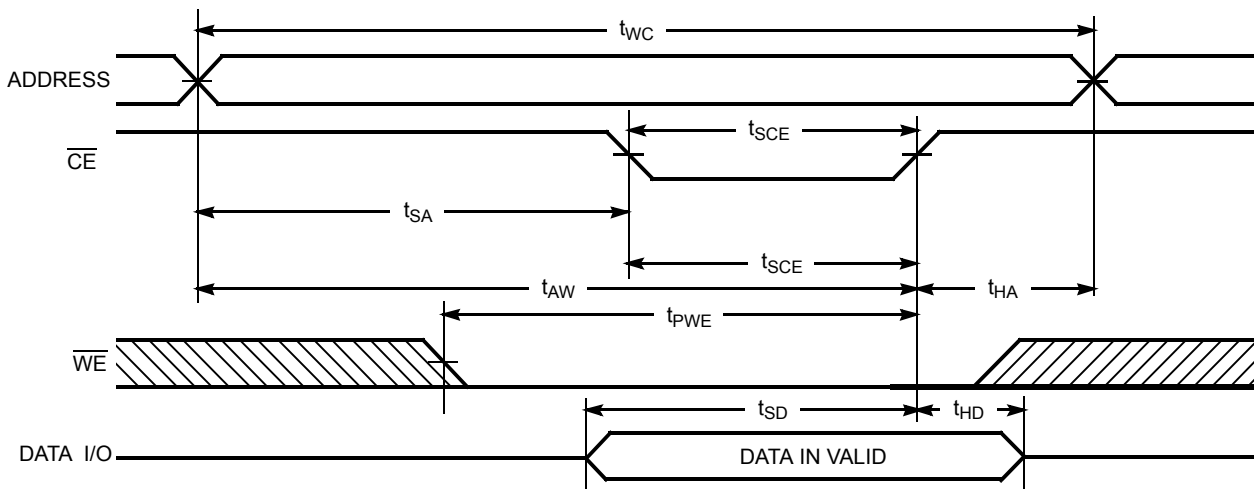 tWC
ADDRESS
tSCE
CE
tSA
tSCE
tAW
tHA
tPWE
WE
tSD
tHD
DATA I/O
DATA IN VALID